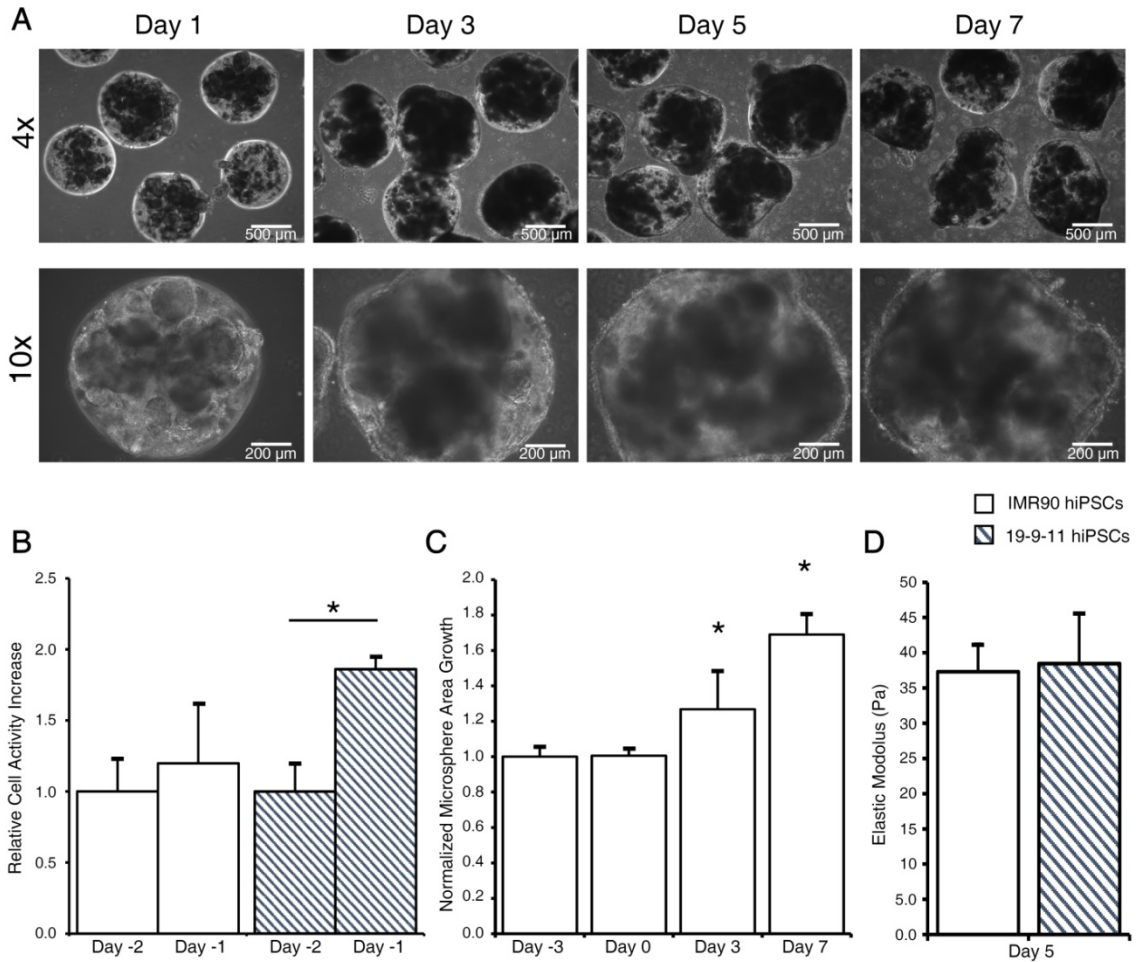 A
Day 1
Day 3
Day 5
Day 7
4x
500 µm
500 µm
500 µm
500 µm
10x
200 µm
200 µm
200 µm
200 µm
IMR90 hiPSCs
19-9-11 hiPSCs
B
Relative Cell Activity Increase
2.5
2.0
1.5
1.0
0.5
0.0
*
Day -2
Day -1
Day -2
Day -1
C
Normalized Microsphere Area Growth
2.0
1.8
1.6
1.4
1.2
1.0
0.8
0.6
0.4
0.2
0.0
*
*
Day -3
Day 0
Day 3
Day 7
D
Elastic Modolus (Pa)
50
45
40
35
30
25
20
15
10
5.0
0.0
Day 5